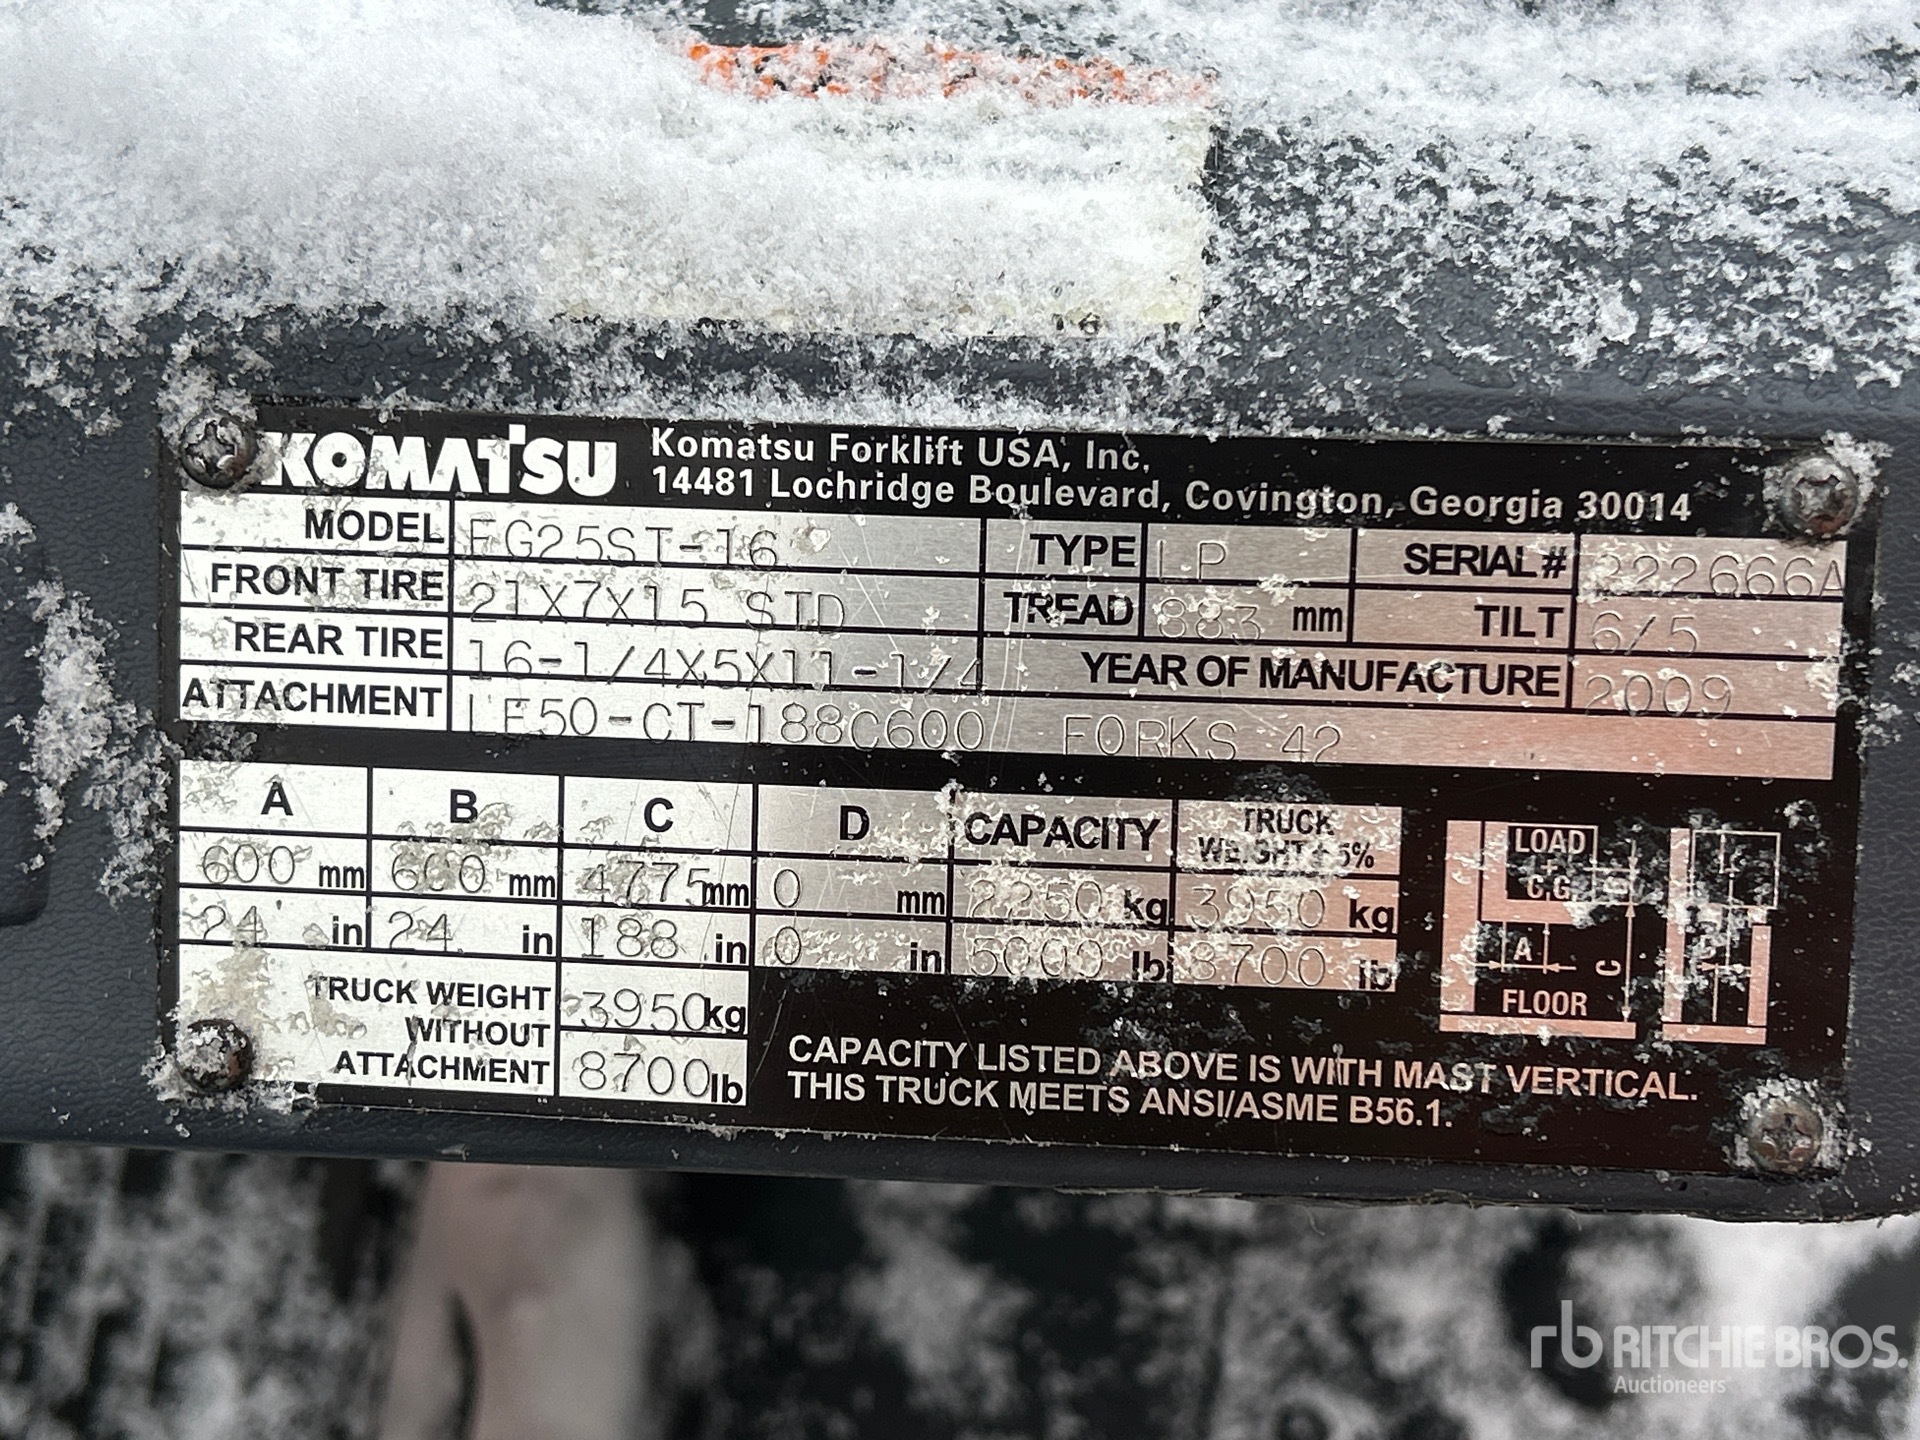 16
KOMATSU Komatsu Forklift USA, Inc.
14481 Lochridge Boulevard, Covington, Georgia 30014
MODEL FG25ST-16 TYPE LP SERIAL # 222666A
FRONT TIRE 21X7X15 STD TREAD 883 mm TILT 6/5
REAR TIRE 16-1/4X5X11-1/4 YEAR OF MANUFACTURE 2009
ATTACHMENT LE50-CT-188C600 FORKS 42
A B C D CAPACITY TRUCK WEIGHT ± 5%
600 mm 600 mm 4775 mm 0 mm 2250 kg 3950 kg
24 in 24 in 188 in 0 in 5000 lb 8700 lb
TRUCK WEIGHT WITHOUT ATTACHMENT 3950 kg
8700 lb
LOAD
C.G.
A
C
FLOOR
D
CAPACITY LISTED ABOVE IS WITH MAST VERTICAL.
THIS TRUCK MEETS ANSI/ASME B56.1.
rb RITCHIE BROS.
Auctioneers